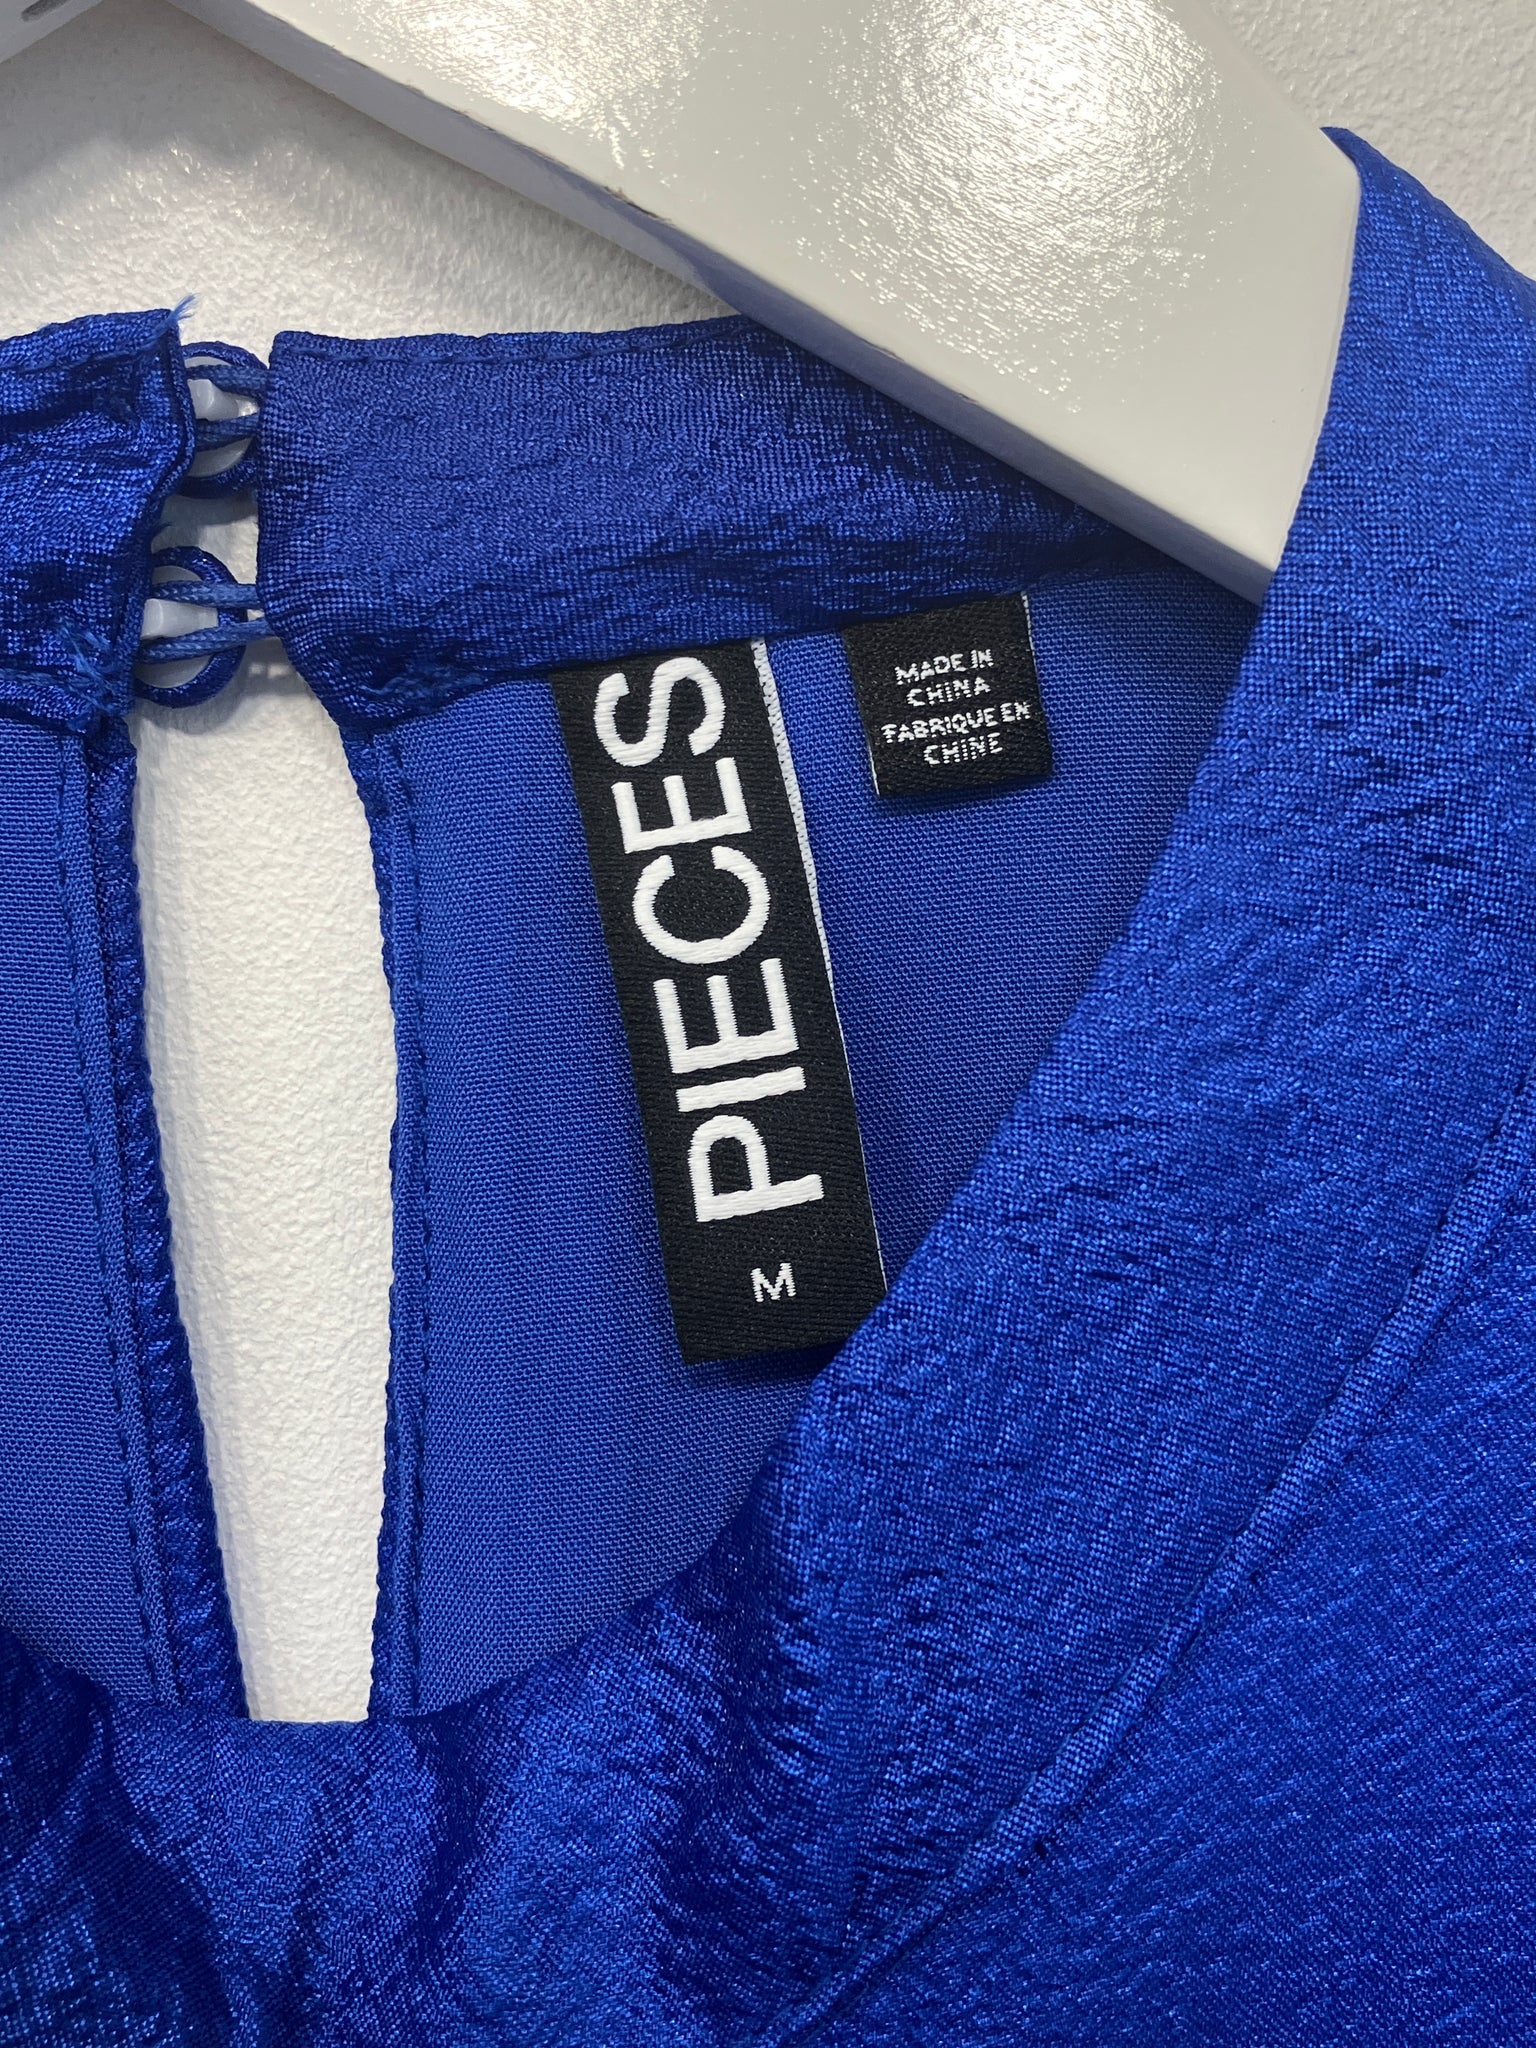 PIECES
M
MADE IN
CHINA
FABRIQUE EN
CHINE